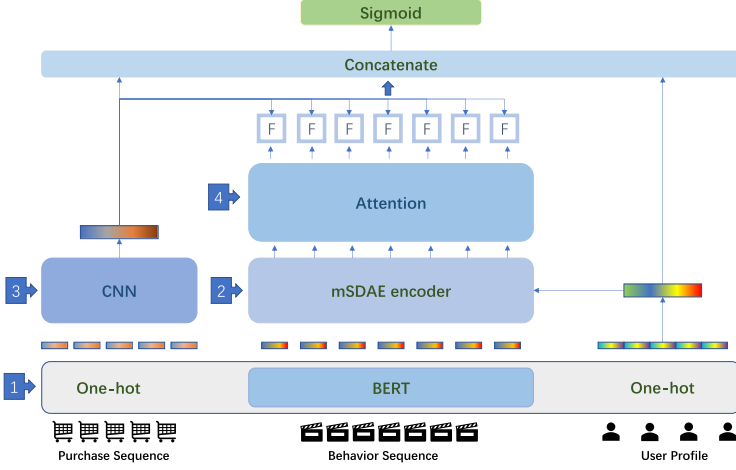 Sigmoid
Concatenate
F F F F F F F
4
Attention
3
CNN
2
mSDAE encoder
1
One-hot
BERT
One-hot
Purchase Sequence
Behavior Sequence
User Profile